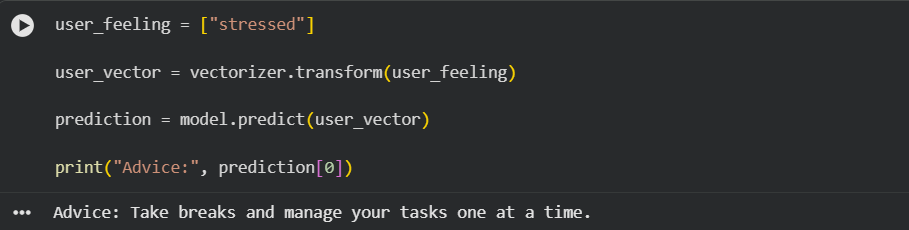 user_feeling = ["stressed"]
user_vector = vectorizer.transform(user_feeling)
prediction = model.predict(user_vector)
print("Advice:", prediction[0])
Advice: Take breaks and manage your tasks one at a time.